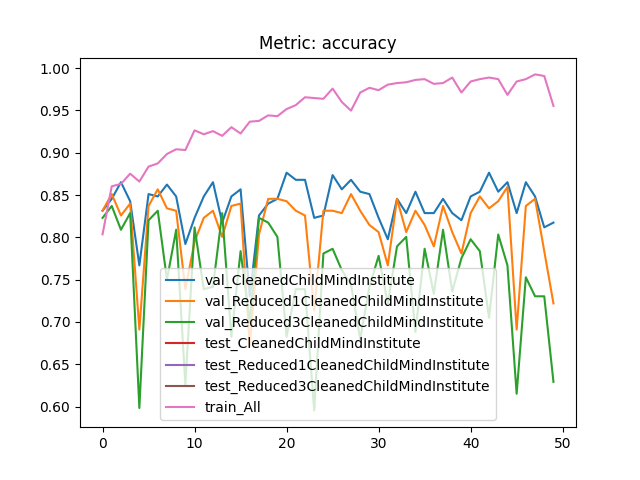 Metric: accuracy
1.00
0.95
0.90
0.85
0.80
0.75
0.70
0.65
0.60
val_CleanedChildMindInstitute
val_Reduced1CleanedChildMindInstitute
val_Reduced3CleanedChildMindInstitute
test_CleanedChildMindInstitute
test_Reduced1CleanedChildMindInstitute
test_Reduced3CleanedChildMindInstitute
train_All
0 10 20 30 40 50